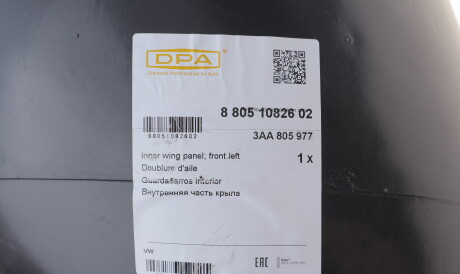 DPA
Diamond Performance for Auto
8 805 10826 02
88051082602
3AA 805 977
Inner wing panel; front left
1 x
Doublure d'aile
Guardabarros interior
Внутренняя часть крыла
VW
EAC